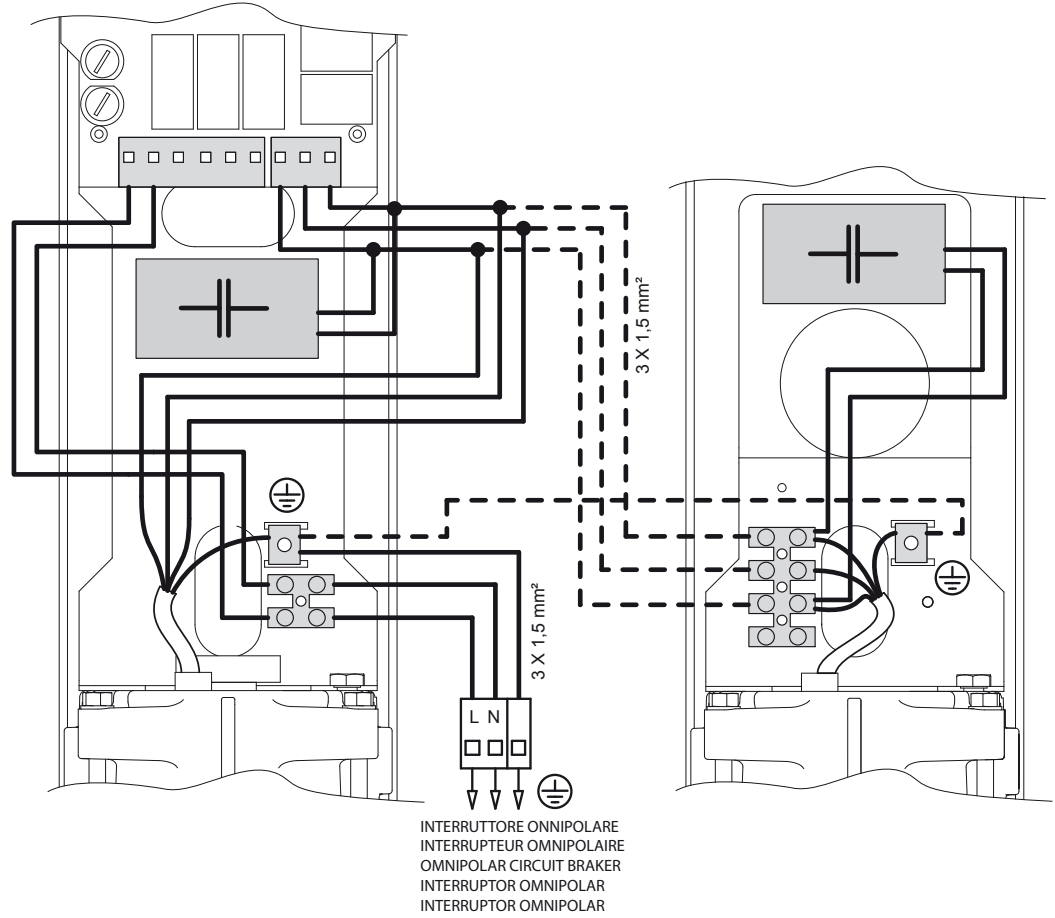 3 X 1,5 mm²
3 X 1,5 mm²
L N
INTERRUTTORE ONNIPOLARE
INTERRUPTEUR OMNIPOLAIRE
OMNIPOLAR CIRCUIT BRAKER
INTERRUPTOR OMNIPOLAR
INTERRUPTOR OMNIPOLAR